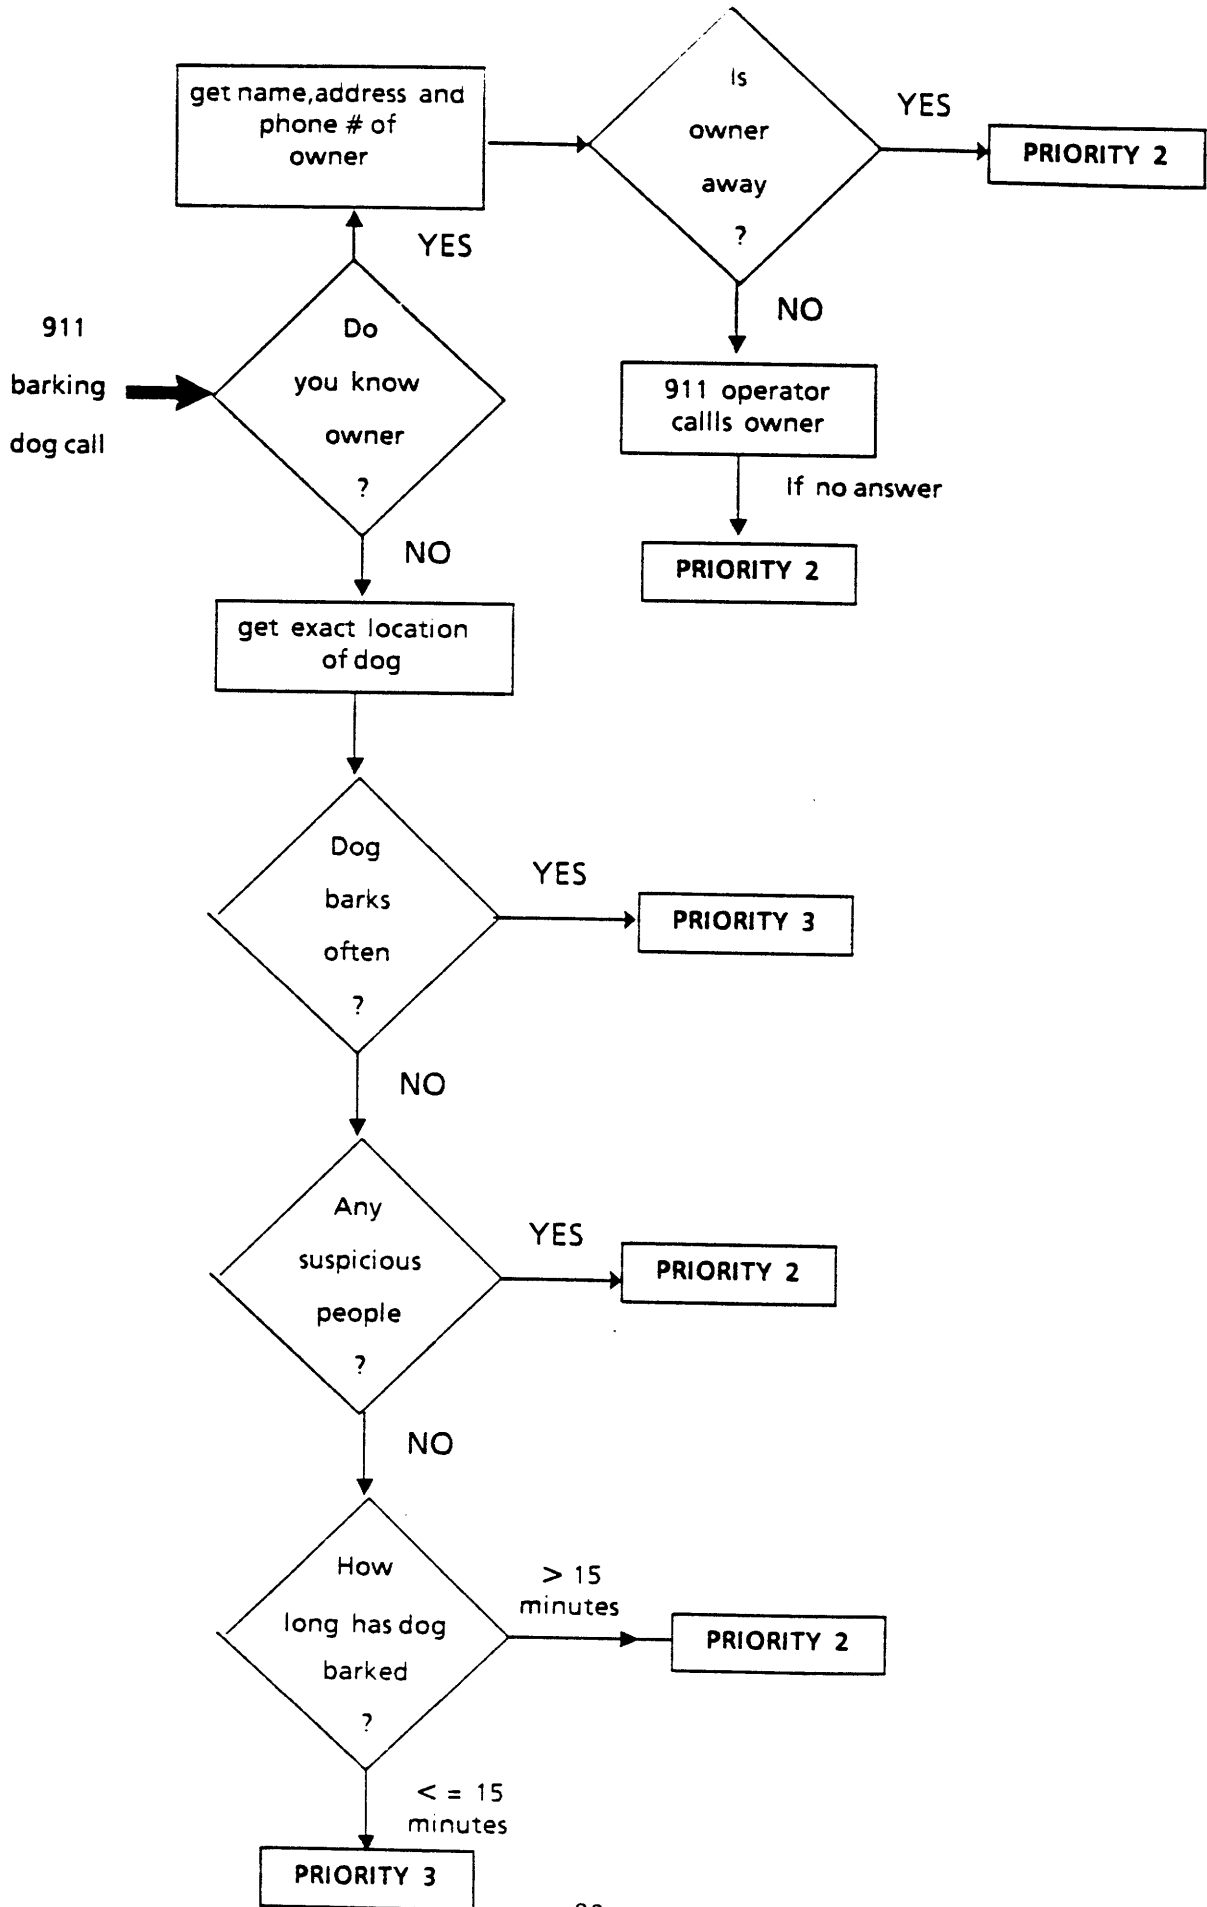 get name,address and
phone # of
owner
Is
owner
away
?
YES
PRIORITY 2
YES
NO
911
barking
dog call
Do
you know
owner
?
911 operator
callls owner
If no answer
PRIORITY 2
NO
get exact location
of dog
Dog
barks
often
?
YES
PRIORITY 3
NO
Any
suspicious
people
?
YES
PRIORITY 2
NO
How
long has dog
barked
?
> 15
minutes
PRIORITY 2
< = 15
minutes
PRIORITY 3